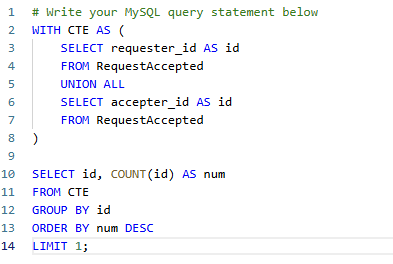 1 # Write your MySQL query statement below
2 WITH CTE AS (
3     SELECT requester_id AS id
4     FROM RequestAccepted
5     UNION ALL
6     SELECT accepter_id AS id
7     FROM RequestAccepted
8 )
9
10 SELECT id, COUNT(id) AS num
11 FROM CTE
12 GROUP BY id
13 ORDER BY num DESC
14 LIMIT 1;